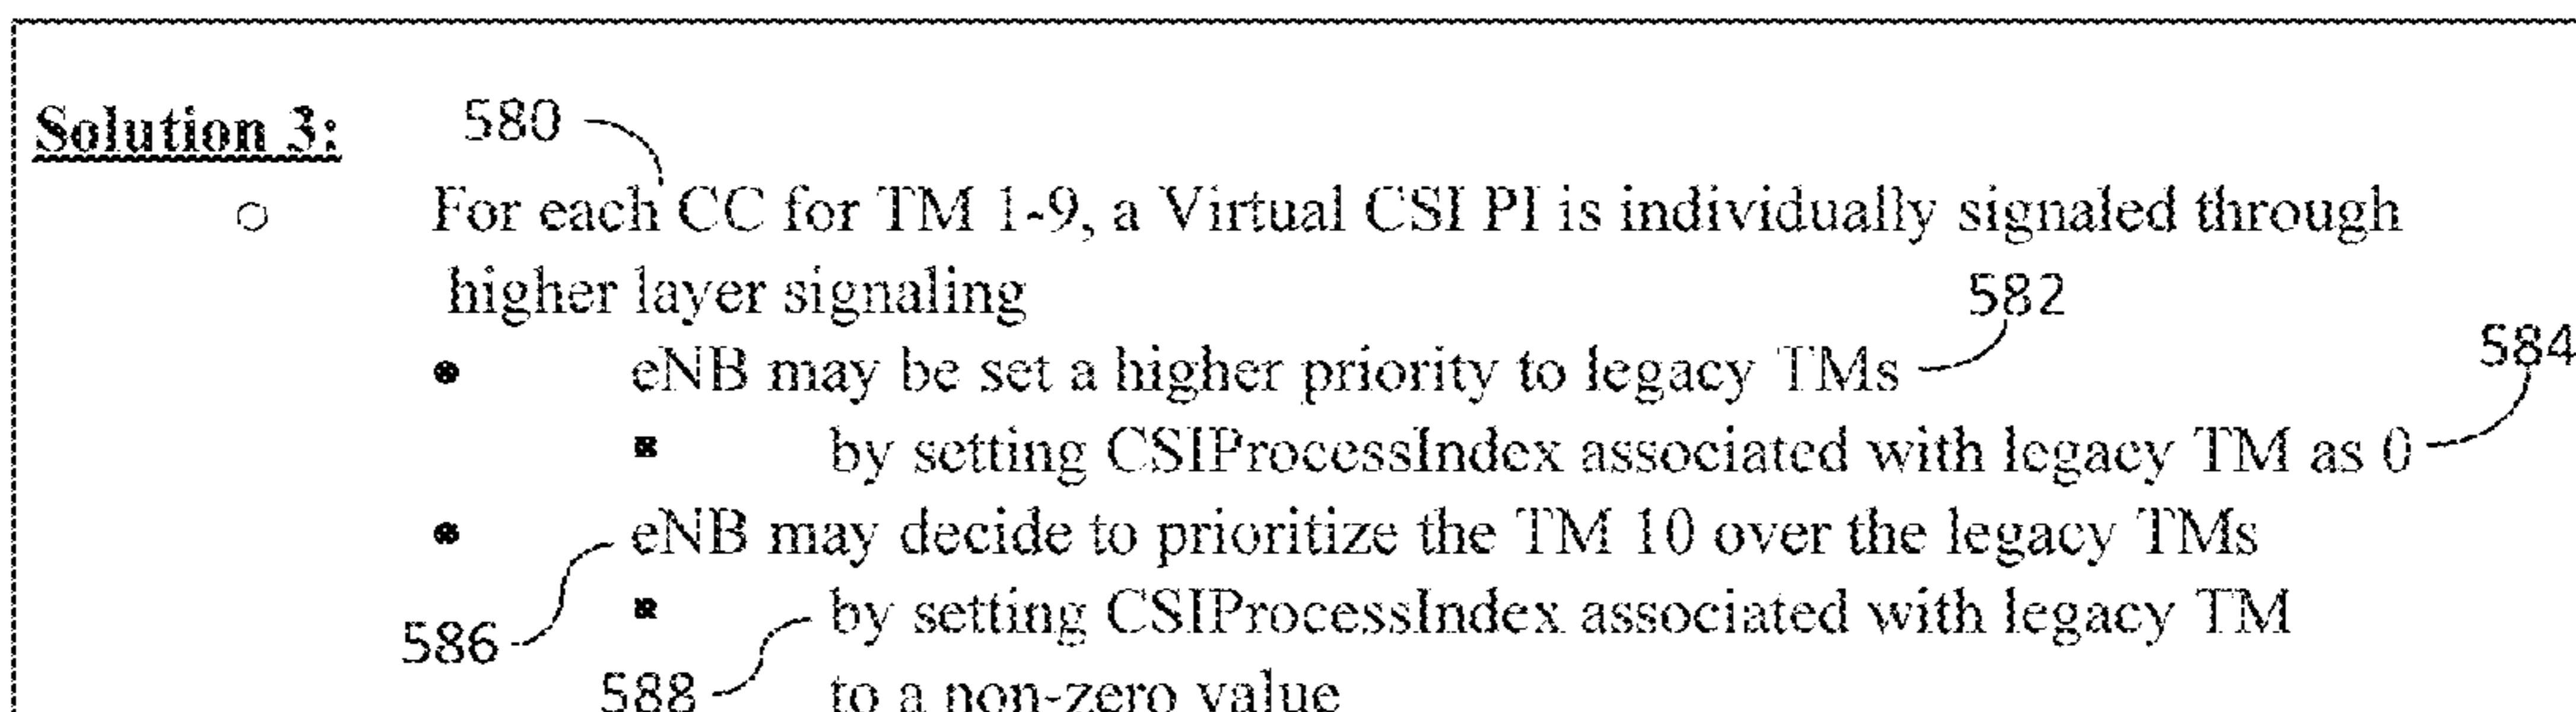 Solution 3:
580
○ For each CC for TM 1-9, a Virtual CSI PI is individually signaled through
higher layer signaling
582
● eNB may be set a higher priority to legacy TMs
584
■ by setting CSIProcessIndex associated with legacy TM as 0
● eNB may decide to prioritize the TM 10 over the legacy TMs
586
■ by setting CSIProcessIndex associated with legacy TM
588
to a non-zero value